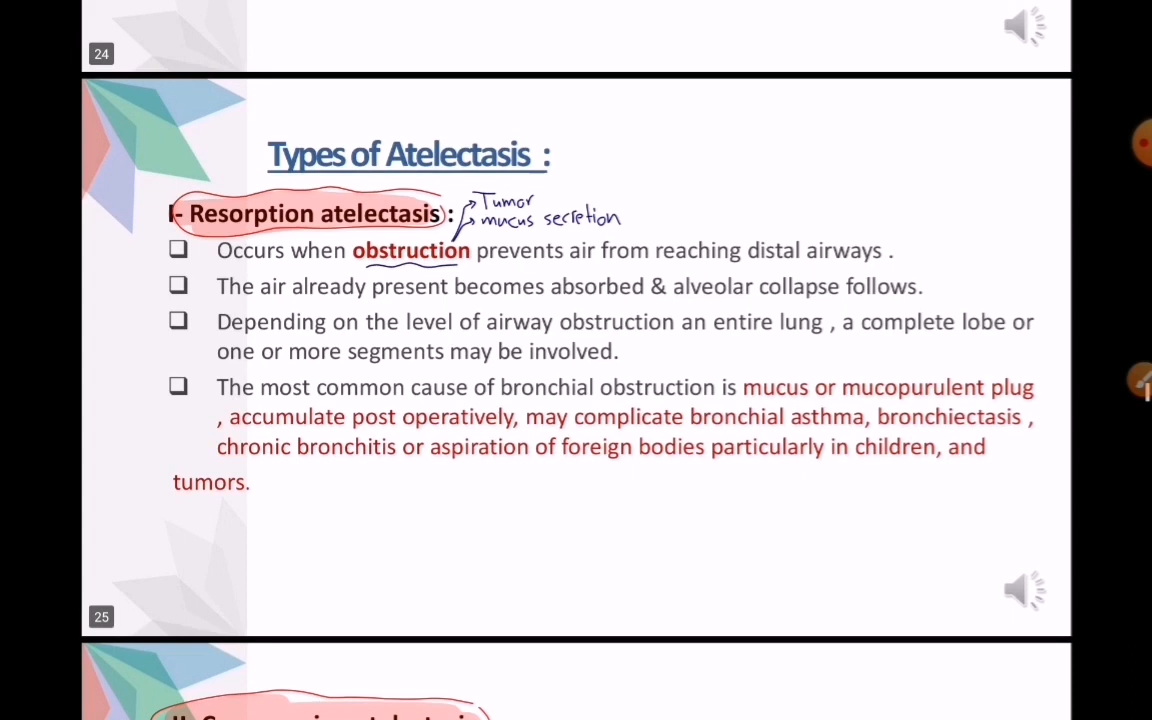 24
Types of Atelectasis :
I- Resorption atelectasis :
Tumor
mucus secretion
❑ Occurs when obstruction prevents air from reaching distal airways .
❑ The air already present becomes absorbed & alveolar collapse follows.
❑ Depending on the level of airway obstruction an entire lung , a complete lobe or
one or more segments may be involved.
❑ The most common cause of bronchial obstruction is mucus or mucopurulent plug
, accumulate post operatively, may complicate bronchial asthma, bronchiectasis ,
chronic bronchitis or aspiration of foreign bodies particularly in children, and
tumors.
25